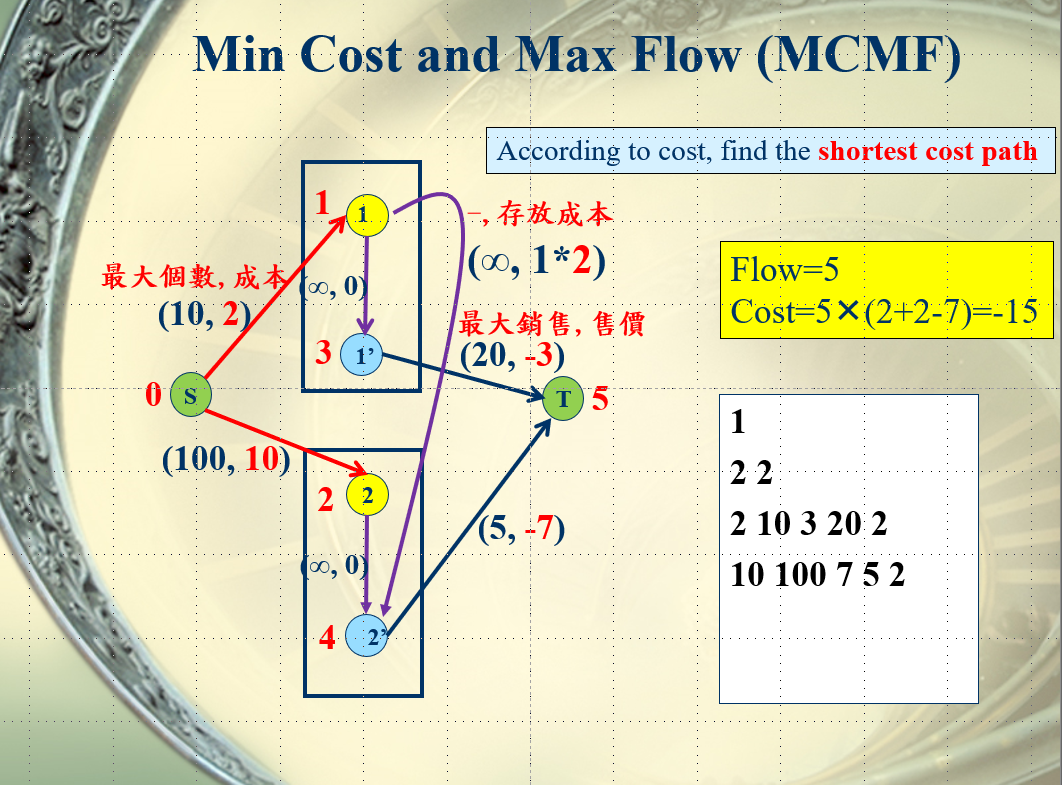 Min Cost and Max Flow (MCMF)
According to cost, find the shortest cost path
1
1
–, 存放成本
(∞, 1*2)
最大個數, 成本
(10, 2)
(∞, 0)
最大銷售, 售價
(20, -3)
3
1’
0
S
T
5
(100, 10)
2
2
(5, -7)
(∞, 0)
4
2’
Flow=5
Cost=5×(2+2-7)=-15
1
2 2
2 10 3 20 2
10 100 7 5 2